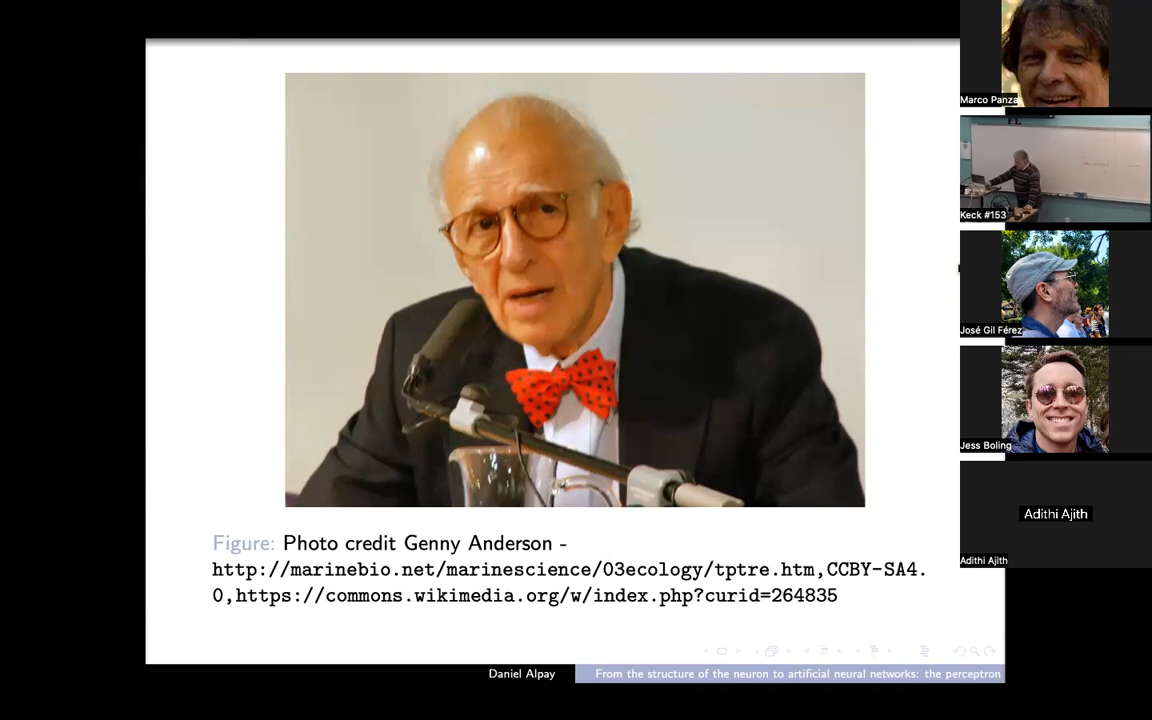 Figure: Photo credit Genny Anderson -
http://marinebio.net/marinescience/03ecology/tptre.htm,CCBY-SA4.
0,https://commons.wikimedia.org/w/index.php?curid=264835
Daniel Alpay
From the structure of the neuron to artificial neural networks: the perceptron
Marco Panza
Keck #153
José Gil Férez
Jess Boling
Adithi Ajith
Adithi Ajith